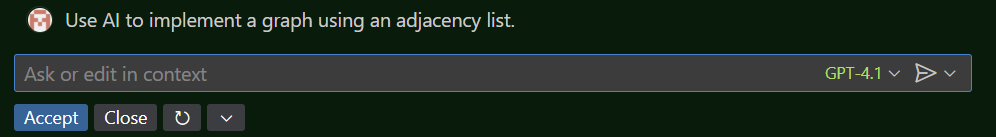 Use AI to implement a graph using an adjacency list.
Ask or edit in context GPT-4.1
Accept Close